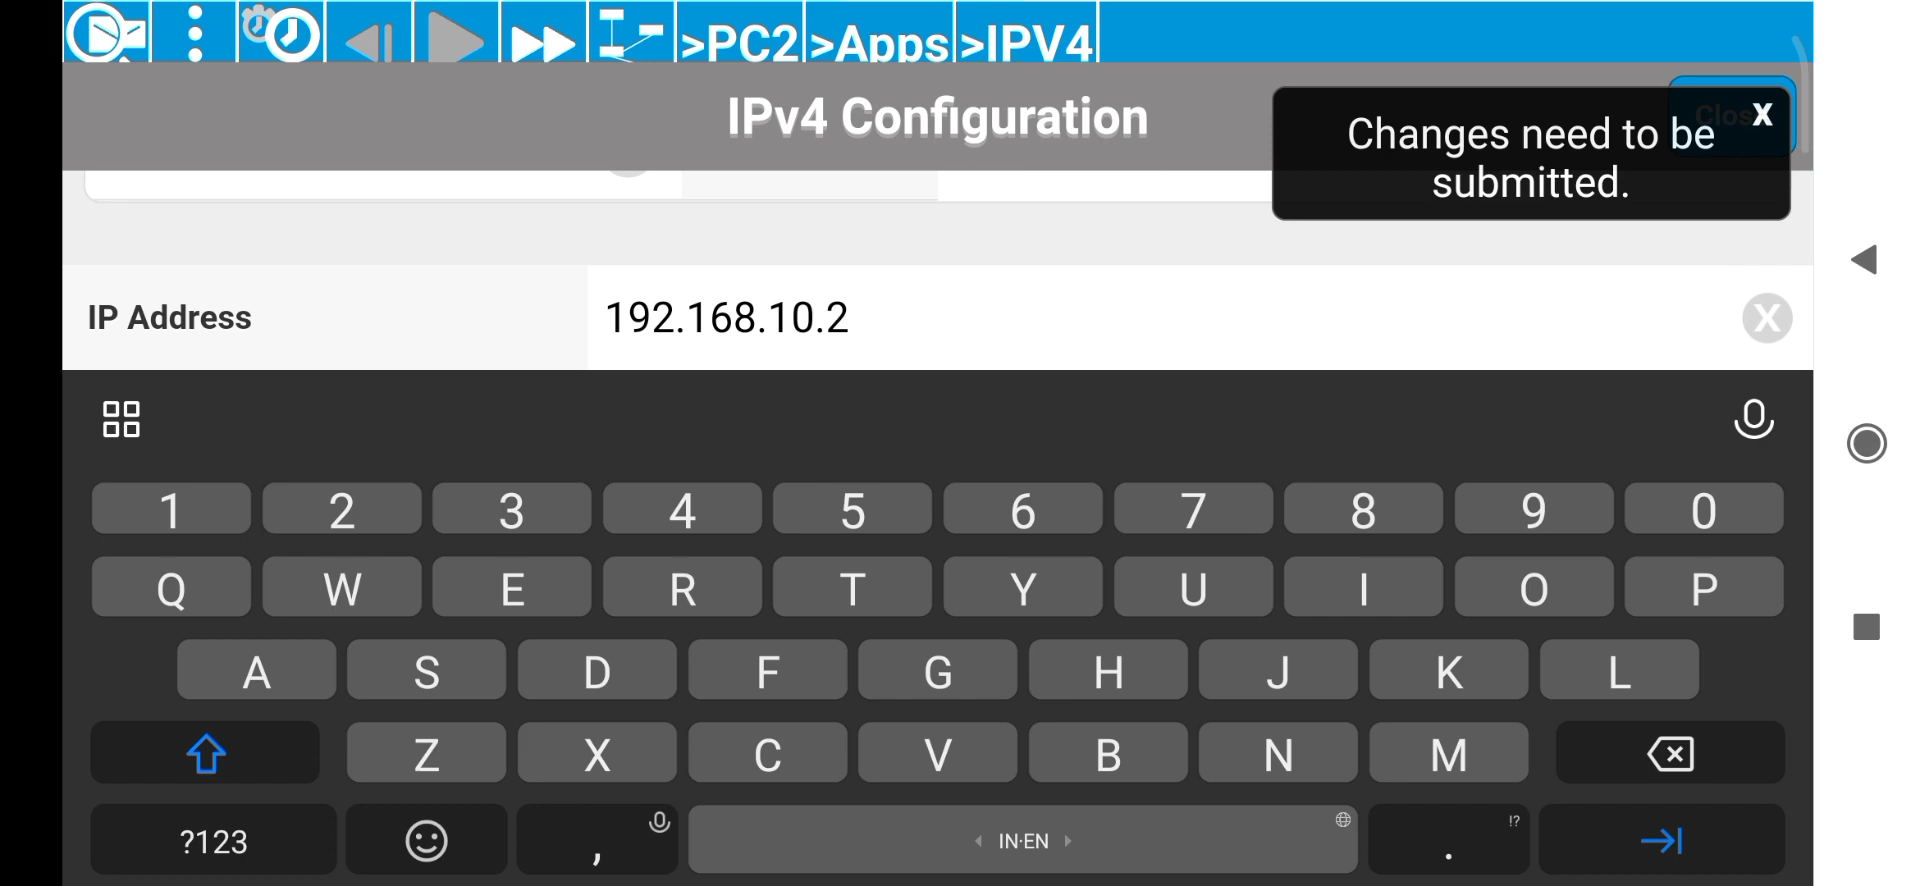 >PC2 >Apps >IPV4
IPv4 Configuration
Clos
X
Changes need to be
submitted.
IP Address
192.168.10.2
X
1 2 3 4 5 6 7 8 9 0
Q W E R T Y U I O P
A S D F G H J K L
Z X C V B N M
?123 , IN·EN . !?